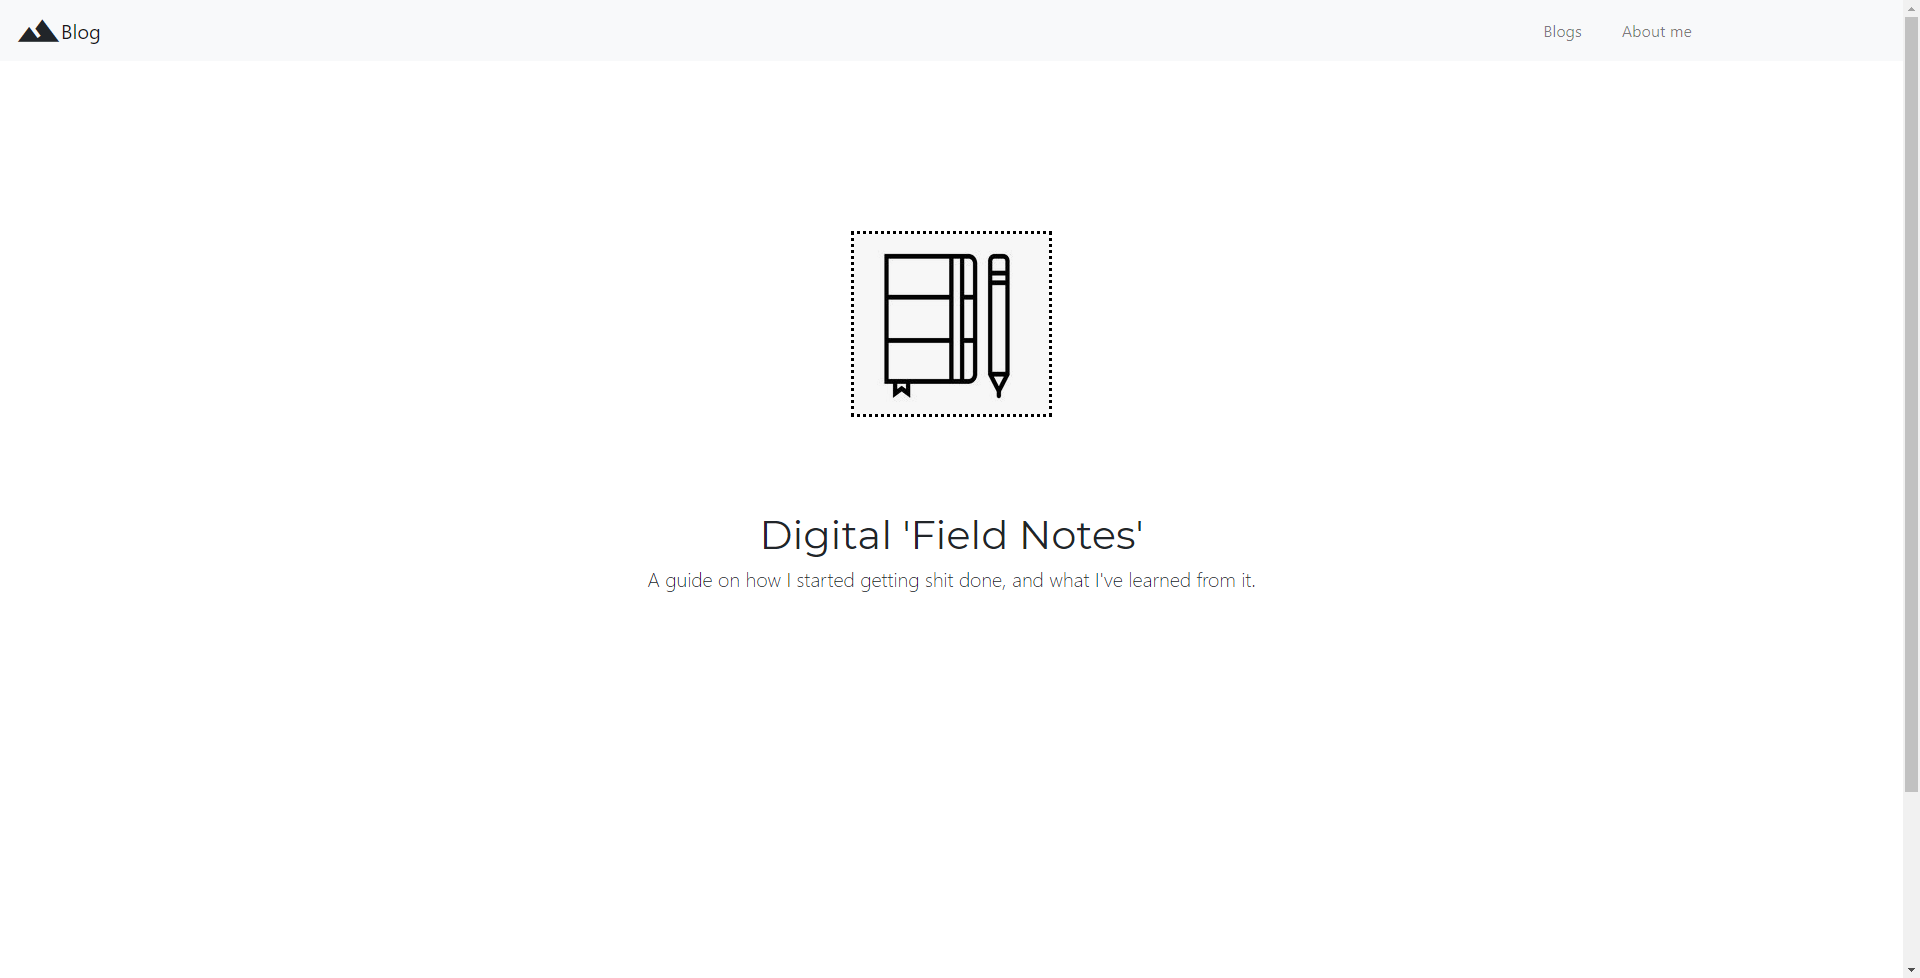 Blog
Blogs
About me
Digital 'Field Notes'
A guide on how I started getting shit done, and what I've learned from it.